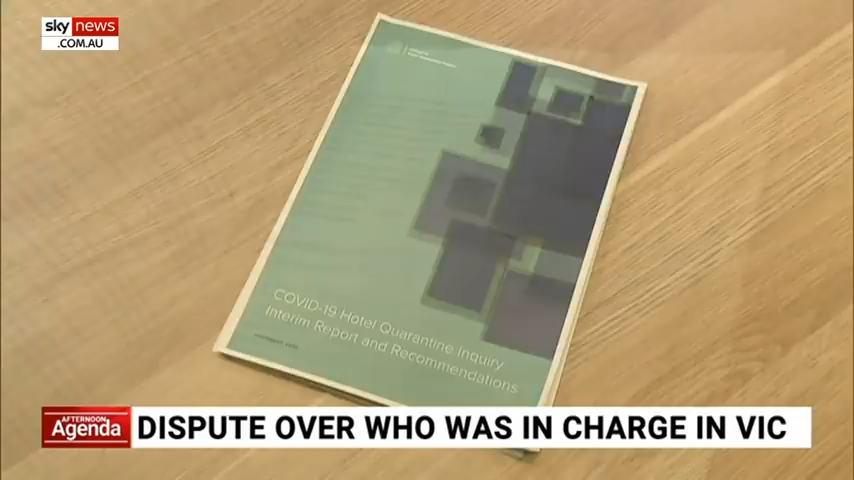 sky news
.COM.AU
COVID-19 Hotel Quarantine Inquiry
Interim Report and Recommendations
AFTERNOON
Agenda
DISPUTE OVER WHO WAS IN CHARGE IN VIC